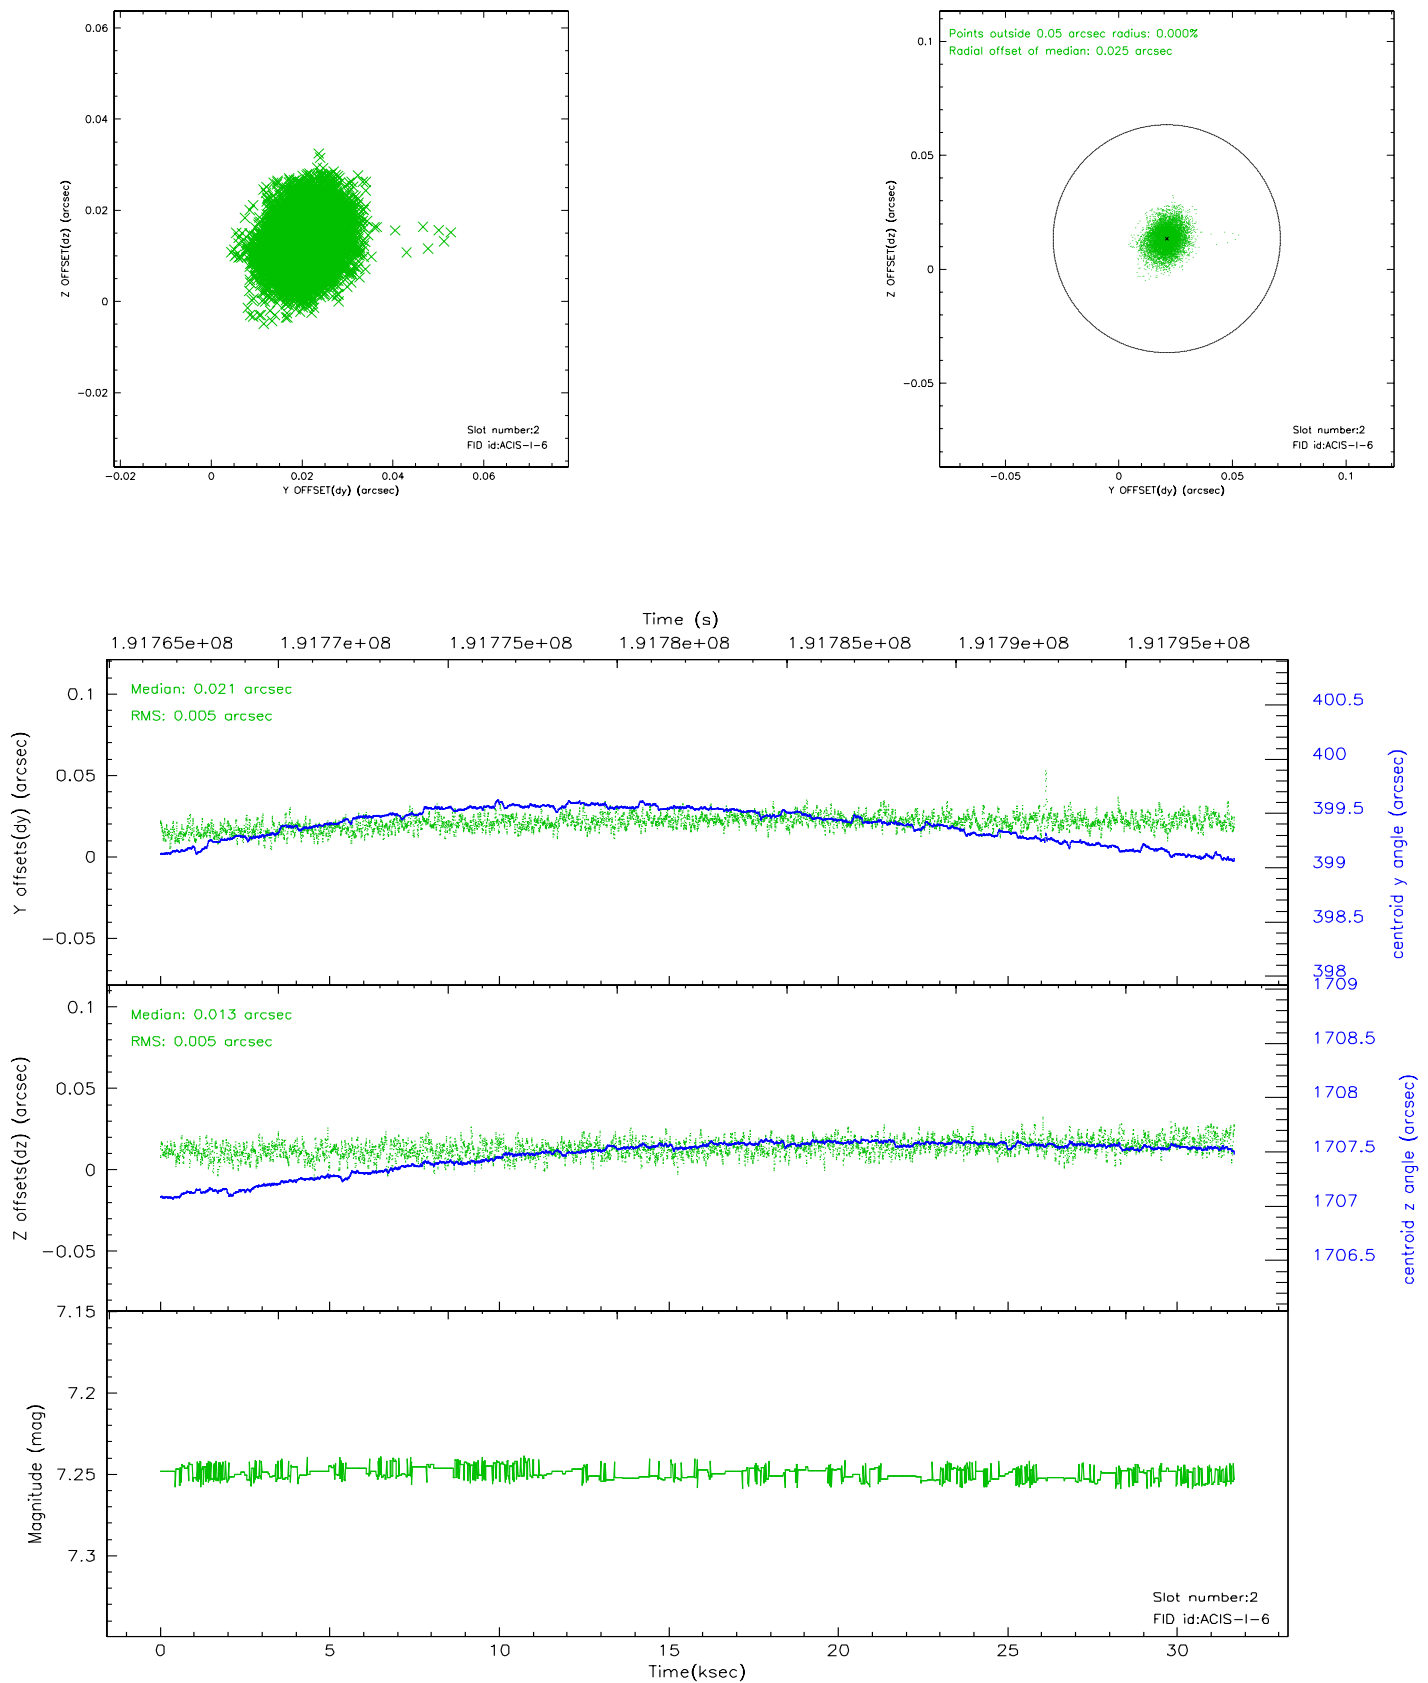 0.06
0.04
0.02
0
-0.02
Z OFFSET(dz) (arcsec)
Slot number:2
FID id:ACIS-I-6
-0.02 0 0.02 0.04 0.06
Y OFFSET(dy) (arcsec)
Points outside 0.05 arcsec radius: 0.000%
Radial offset of median: 0.025 arcsec
0.1
0.05
0
-0.05
Z OFFSET(dz) (arcsec)
Slot number:2
FID id:ACIS-I-6
-0.05 0 0.05 0.1
Y OFFSET(dy) (arcsec)
Time (s)
1.91765e+08 1.9177e+08 1.91775e+08 1.9178e+08 1.91785e+08 1.9179e+08 1.91795e+08
Median: 0.021 arcsec
RMS: 0.005 arcsec
0.1
0.05
0
-0.05
Y offsets(dy) (arcsec)
400.5
400
399.5
399
398.5
398
centroid y angle (arcsec)
Median: 0.013 arcsec
RMS: 0.005 arcsec
0.1
0.05
0
-0.05
Z offsets(dz) (arcsec)
1709
1708.5
1708
1707.5
1707
1706.5
centroid z angle (arcsec)
7.15
7.2
7.25
7.3
Magnitude (mag)
Slot number:2
FID id:ACIS-I-6
0 5 10 15 20 25 30
Time(ksec)